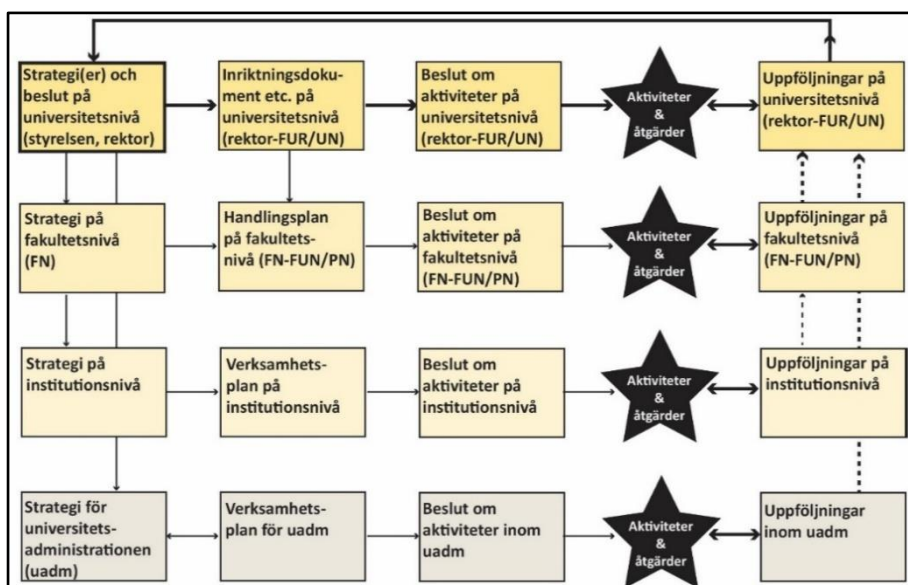 Strategi(er) och
beslut på
universitetsnivå
(styrelsen, rektor)
Inriktningsdoku-
ment etc. på
universitetsnivå
(rektor-FUR/UN)
Beslut om
aktiviteter på
universitetsnivå
(rektor-FUR/UN)
Aktiviteter
&
åtgärder
Uppföljningar på
universitetsnivå
(rektor-FUR/UN)
Strategi på
fakultetsnivå
(FN)
Handlingsplan
på fakultets-
nivå (FN-FUN/PN)
Beslut om
aktiviteter på
fakultetsnivå
(FN-FUN/PN)
Aktiviteter
&
åtgärder
Uppföljningar på
fakultetsnivå
(FN-FUN/PN)
Strategi på
institutionsnivå
Verksamhets-
plan på
institutionsnivå
Beslut om
aktiviteter på
institutionsnivå
Aktiviteter
&
åtgärder
Uppföljningar på
institutionsnivå
Strategi för
universitets-
administrationen
(uadm)
Verksamhets-
plan för uadm
Beslut om
aktiviteter inom
uadm
Aktiviteter
&
åtgärder
Uppföljningar
inom uadm